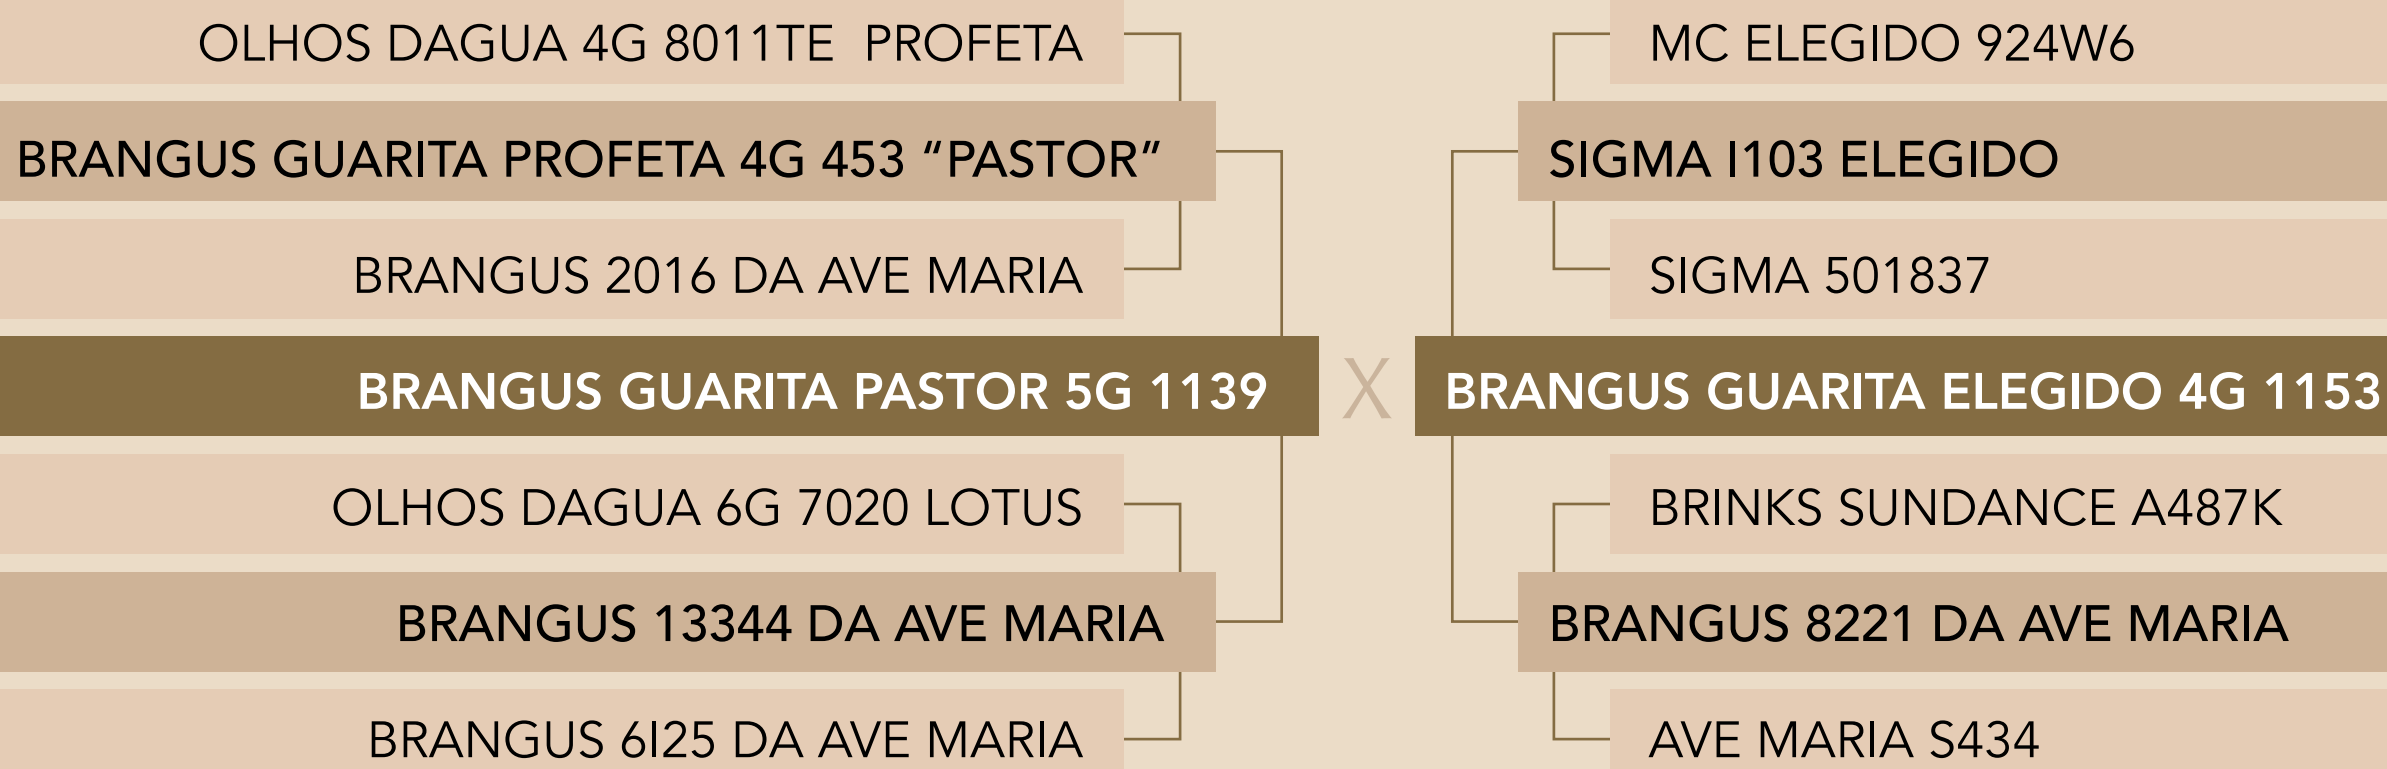 OLHOS DAGUA 4G 8011TE PROFETA
BRANGUS GUARITA PROFETA 4G 453 “PASTOR”
BRANGUS 2016 DA AVE MARIA
BRANGUS GUARITA PASTOR 5G 1139
OLHOS DAGUA 6G 7020 LOTUS
BRANGUS 13344 DA AVE MARIA
BRANGUS 6I25 DA AVE MARIA
X
MC ELEGIDO 924W6
SIGMA I103 ELEGIDO
SIGMA 501837
BRANGUS GUARITA ELEGIDO 4G 1153
BRINKS SUNDANCE A487K
BRANGUS 8221 DA AVE MARIA
AVE MARIA S434